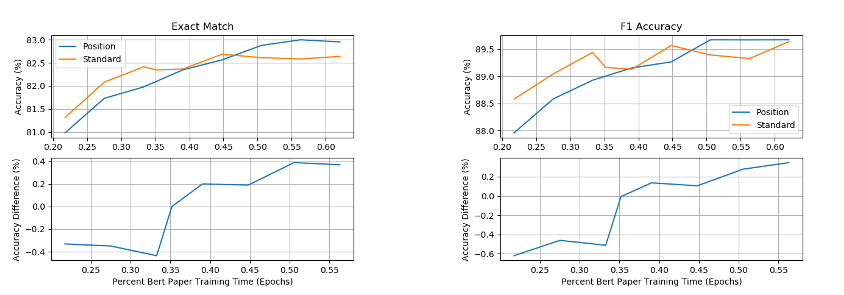 Exact Match
Accuracy (%)
83.0
82.5
82.0
81.5
81.0
Position
Standard
0.20 0.25 0.30 0.35 0.40 0.45 0.50 0.55 0.60
F1 Accuracy
Accuracy (%)
89.5
89.0
88.5
88.0
Position
Standard
0.20 0.25 0.30 0.35 0.40 0.45 0.50 0.55 0.60
Accuracy Difference (%)
0.4
0.2
0.0
−0.2
−0.4
0.25 0.30 0.35 0.40 0.45 0.50 0.55
Percent Bert Paper Training Time (Epochs)
Accuracy Difference (%)
0.2
0.0
−0.2
−0.4
−0.6
0.25 0.30 0.35 0.40 0.45 0.50 0.55
Percent Bert Paper Training Time (Epochs)